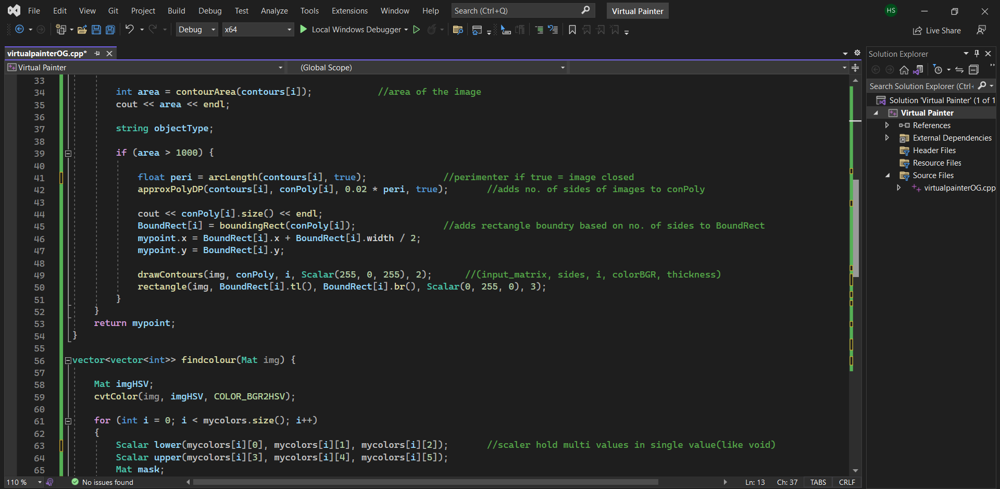 File Edit View Git Project Build Debug Test Analyze Tools Extensions Window Help Search (Ctrl+Q) Virtual Painter HS
Debug x64 Local Windows Debugger Live Share
virtualpainterOG.cpp*
Virtual Painter (Global Scope)
33
34 int area = contourArea(contours[i]); //area of the image
35 cout << area << endl;
36
37 string objectType;
38
39 if (area > 1000) {
40
41 float peri = arcLength(contours[i], true); //perimenter if true = image closed
42 approxPolyDP(contours[i], conPoly[i], 0.02 * peri, true); //adds no. of sides of images to conPoly
43
44 cout << conPoly[i].size() << endl;
45 BoundRect[i] = boundingRect(conPoly[i]); //adds rectangle boundry based on no. of sides to BoundRect
46 mypoint.x = BoundRect[i].x + BoundRect[i].width / 2;
47 mypoint.y = BoundRect[i].y;
48
49 drawContours(img, conPoly, i, Scalar(255, 0, 255), 2); //(input_matrix, sides, i, colorBGR, thickness)
50 rectangle(img, BoundRect[i].tl(), BoundRect[i].br(), Scalar(0, 255, 0), 3);
51 }
52 }
53 return mypoint;
54 }
55
56 vector<vector<int>> findcolour(Mat img) {
57
58 Mat imgHSV;
59 cvtColor(img, imgHSV, COLOR_BGR2HSV);
60
61 for (int i = 0; i < mycolors.size(); i++)
62 {
63 Scalar lower(mycolors[i][0], mycolors[i][1], mycolors[i][2]); //scaler hold multi values in single value(like void)
64 Scalar upper(mycolors[i][3], mycolors[i][4], mycolors[i][5]);
65 Mat mask;
110 % No issues found Ln: 13 Ch: 37 TABS CRLF
Solution Explorer
Search Solution Explorer (Ctrl+
Solution 'Virtual Painter' (1 of 1
Virtual Painter
References
External Dependencies
Header Files
Resource Files
Source Files
virtualpainterOG.cpp